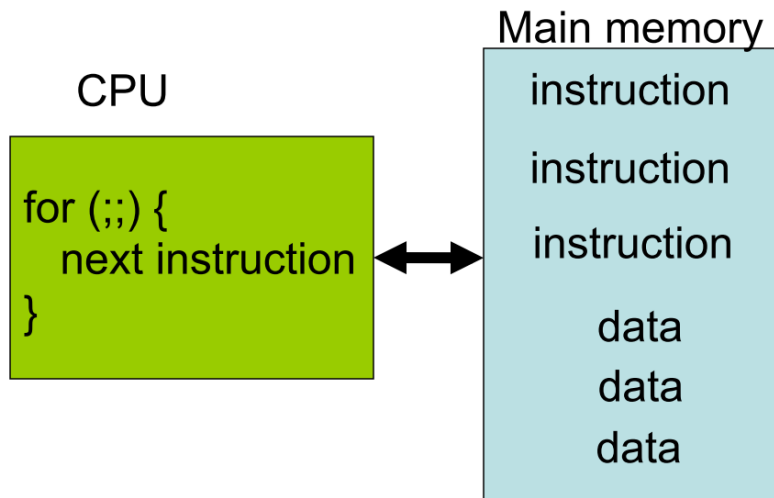 CPU
for (;;) {
next instruction
}
Main memory
instruction
instruction
instruction
data
data
data